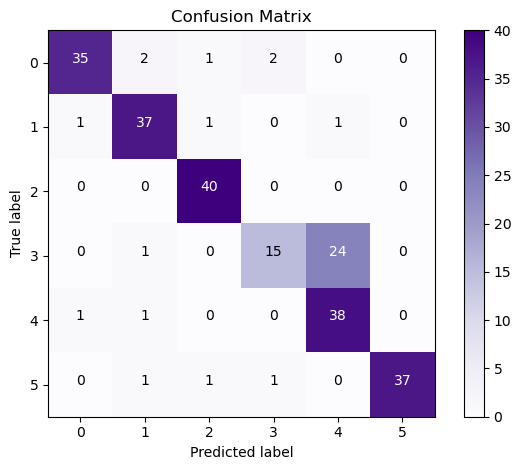 Confusion Matrix
True label
0 35 2 1 2 0 0
1 1 37 1 0 1 0
2 0 0 40 0 0 0
3 0 1 0 15 24 0
4 1 1 0 0 38 0
5 0 1 1 1 0 37
0 1 2 3 4 5
Predicted label
40
35
30
25
20
15
10
5
0